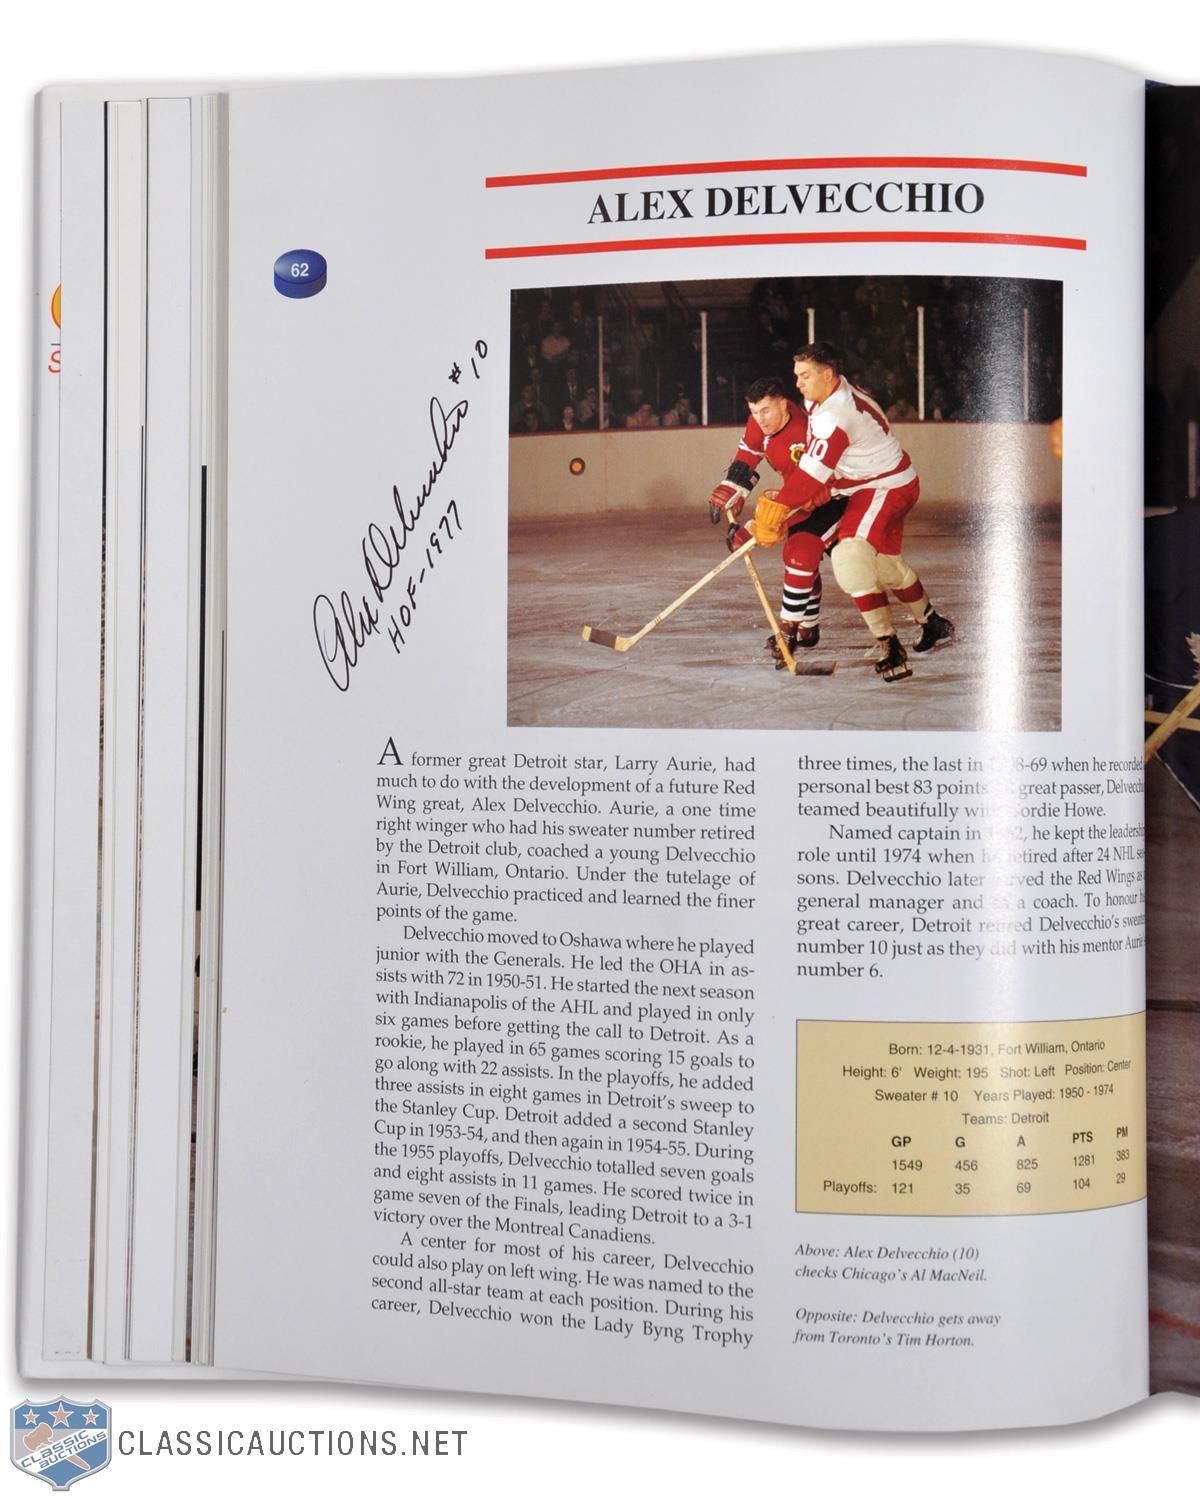 ALEX DELVECCHIO
62
Alex Delvecchio #10
HOF-1977
10
A former great Detroit star, Larry Aurie, had
much to do with the development of a future Red
Wing great, Alex Delvecchio. Aurie, a one time
right winger who had his sweater number retired
by the Detroit club, coached a young Delvecchio
in Fort William, Ontario. Under the tutelage of
Aurie, Delvecchio practiced and learned the finer
points of the game.
Delvecchio moved to Oshawa where he played
junior with the Generals. He led the OHA in as-
sists with 72 in 1950-51. He started the next season
with Indianapolis of the AHL and played in only
six games before getting the call to Detroit. As a
rookie, he played in 65 games scoring 15 goals to
go along with 22 assists. In the playoffs, he added
three assists in eight games in Detroit's sweep to
the Stanley Cup. Detroit added a second Stanley
Cup in 1953-54, and then again in 1954-55. During
the 1955 playoffs, Delvecchio totalled seven goals
and eight assists in 11 games. He scored twice in
game seven of the Finals, leading Detroit to a 3-1
victory over the Montreal Canadiens.
A center for most of his career, Delvecchio
could also play on left wing. He was named to the
second all-star team at each position. During his
career, Delvecchio won the Lady Byng Trophy
three times, the last in 8-69 when he recorded
personal best 83 points great passer, Delvecchi
teamed beautifully ordie Howe.
Named captain in 2, he kept the leadersh
role until 1974 when retired after 24 NHL
sons. Delvecchio later served the Red Wings as
general manager and a coach. To honour
great career, Detroit retired Delvecchio's
number 10 just as they did with his mentor
number 6.
Born: 12-4-1931, Fort William, Ontario
Height: 6' Weight: 195 Shot: Left Position: Center
Sweater # 10 Years Played: 1950 - 1974
Teams: Detroit
GP G A PTS PM
1549 456 825 1281 383
Playoffs: 121 35 69 104 29
Above: Alex Delvecchio (10)
checks Chicago's Al MacNeil.
Opposite: Delvecchio gets away
from Toronto's Tim Horton.
CLASSIC
AUCTIONS
CLASSICAUCTIONS.NET